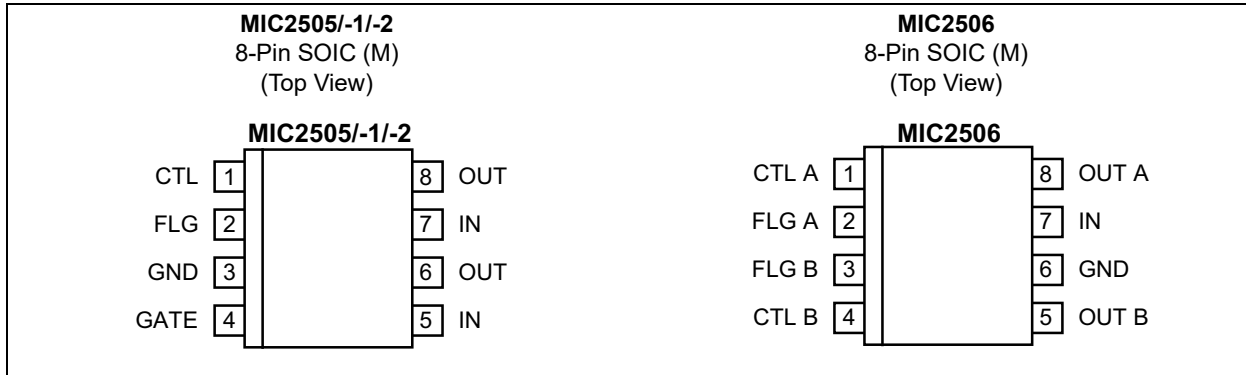 MIC2505/-1/-2
8-Pin SOIC (M)
(Top View)
MIC2505/-1/-2
CTL 1 8 OUT
FLG 2 7 IN
GND 3 6 OUT
GATE 4 5 IN
MIC2506
8-Pin SOIC (M)
(Top View)
MIC2506
CTL A 1 8 OUT A
FLG A 2 7 IN
FLG B 3 6 GND
CTL B 4 5 OUT B